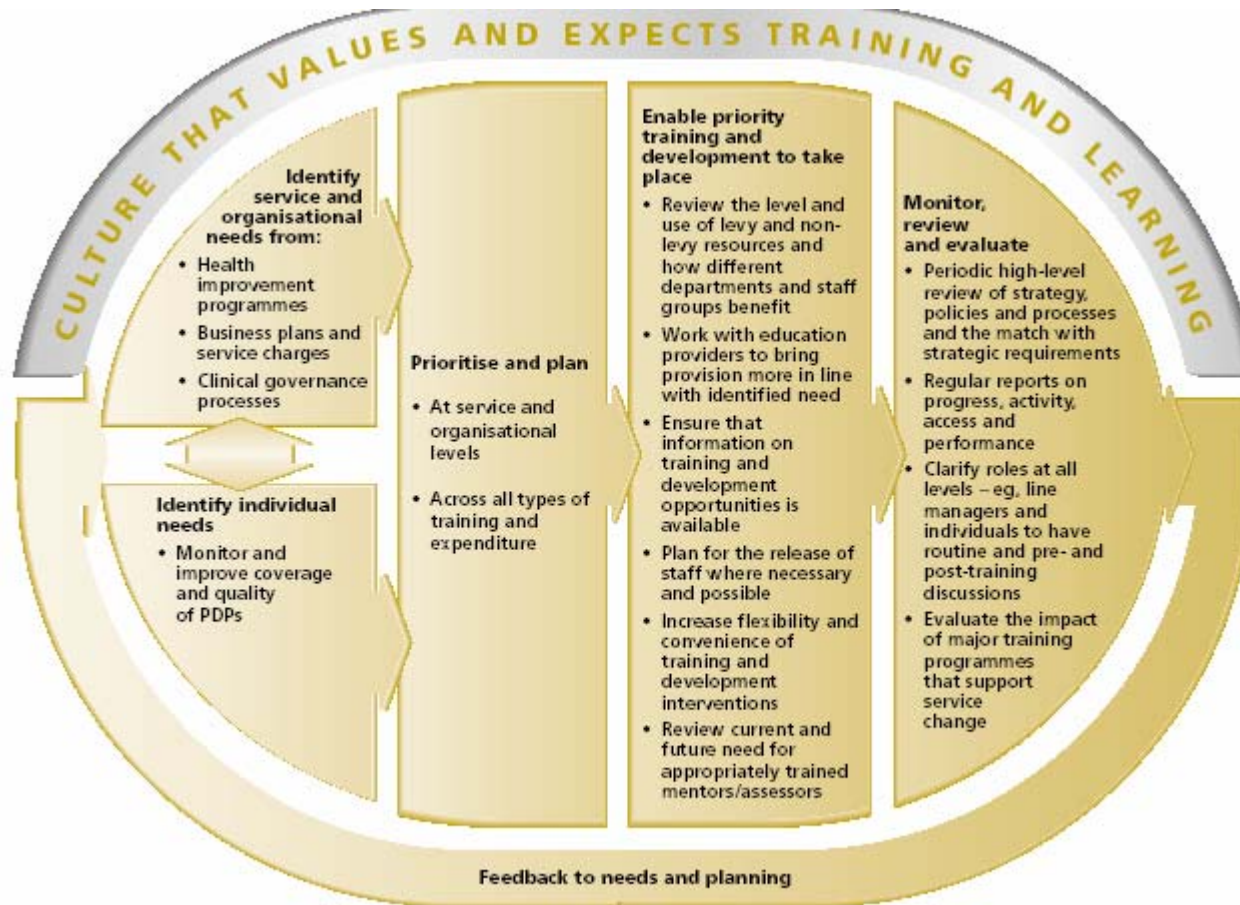 CULTURE THAT VALUES AND EXPECTS TRAINING AND LEARNING
Identify
service and
organisational
needs from:
• Health
improvement
programmes
• Business plans and
service charges
• Clinical governance
processes
Identify individual
needs
• Monitor and
improve coverage
and quality
of PDPs
Prioritise and plan
• At service and
organisational
levels
• Across all types of
training and
expenditure
Enable priority
training and
development to take
place
• Review the level and
use of levy and non-
levy resources and
how different
departments and staff
groups benefit
• Work with education
providers to bring
provision more in line
with identified need
• Ensure that
information on
training and
development
opportunities is
available
• Plan for the release of
staff where necessary
and possible
• Increase flexibility and
convenience of
training and
development
interventions
• Review current and
future need for
appropriately trained
mentors/assessors
Monitor,
review
and evaluate
• Periodic high-level
review of strategy,
policies and processes
and the match with
strategic requirements
• Regular reports on
progress, activity,
access and
performance
• Clarify roles at all
levels – eg, line
managers and
individuals to have
routine and pre- and
post-training
discussions
• Evaluate the impact
of major training
programmes
that support
service
change
Feedback to needs and planning